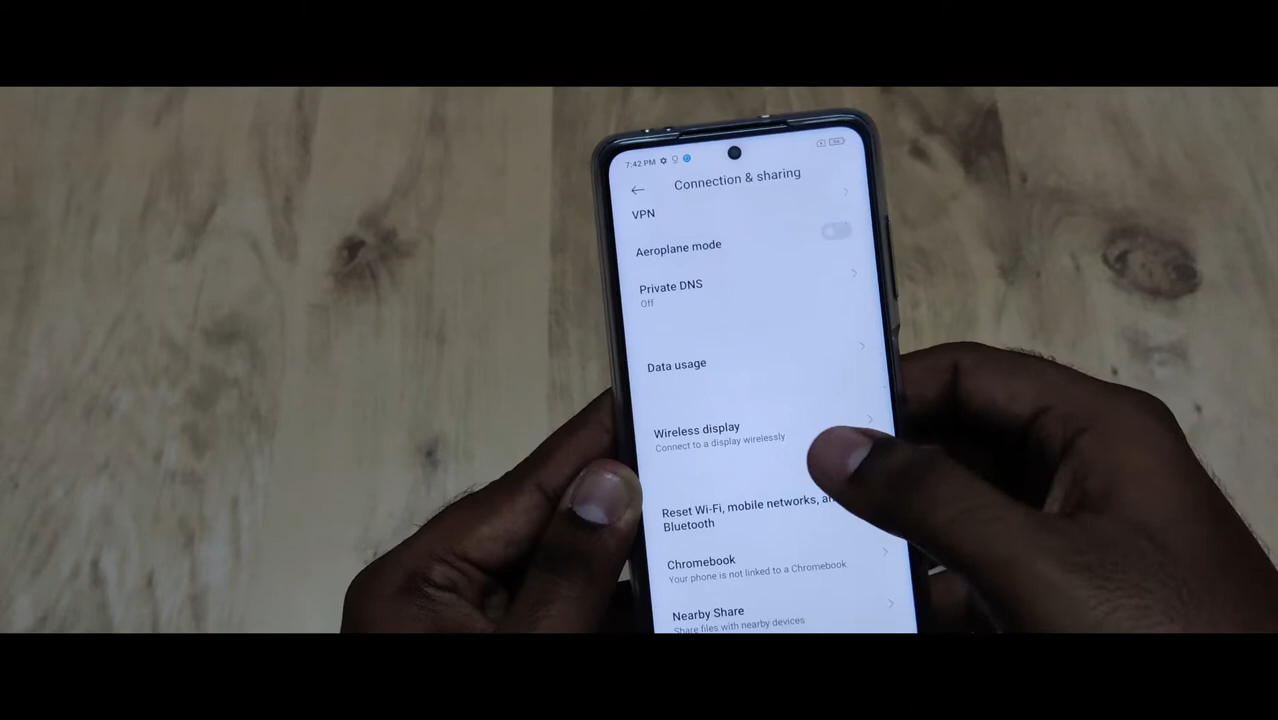 7:42 PM
Connection & sharing
VPN
Aeroplane mode
Private DNS
Off
Data usage
Wireless display
Connect to a display wirelessly
Reset Wi-Fi, mobile networks,
Bluetooth
Chromebook
Your phone is not linked to a Chromebook
Nearby Share
Share files with nearby devices